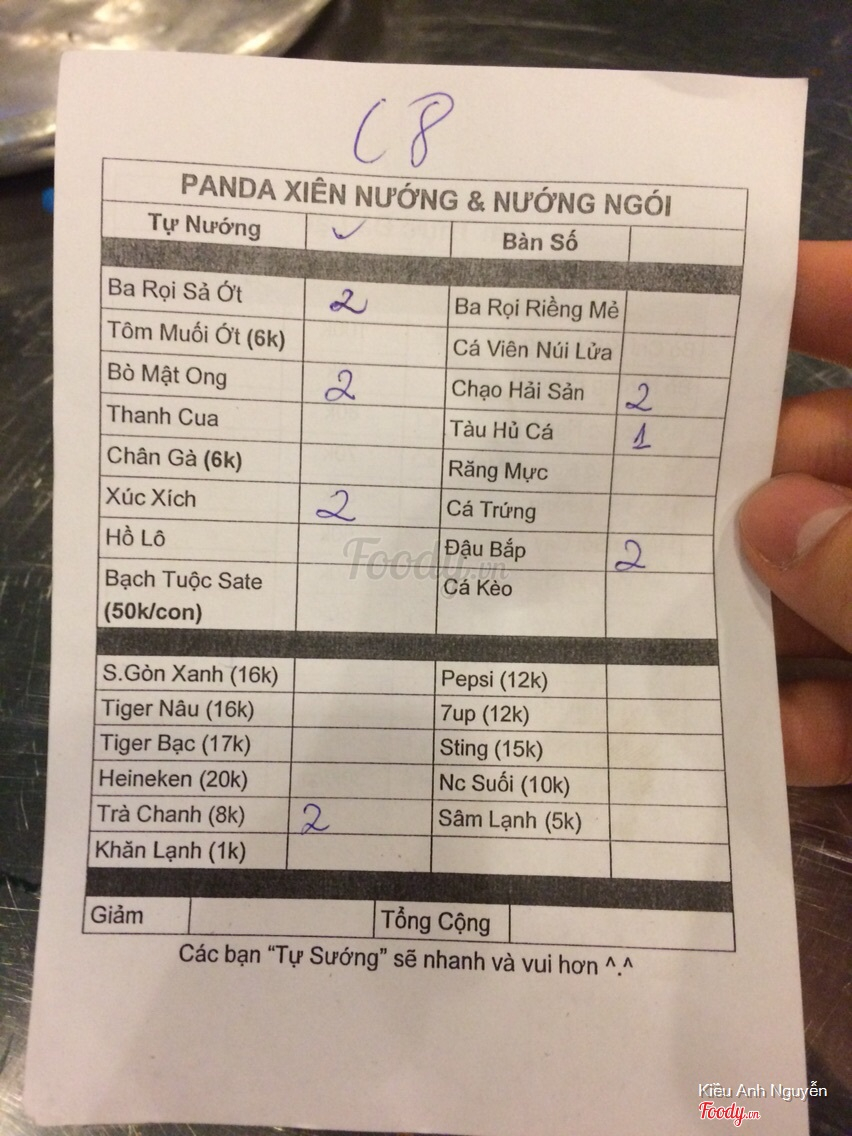 C8
PANDA XIÊN NƯỚNG & NƯỚNG NGÓI
Tự Nướng ✓ Bàn Số
Ba Rọi Sả Ớt 2 Ba Rọi Riềng Mẻ
Tôm Muối Ớt (6k) Cá Viên Núi Lửa
Bò Mật Ong 2 Chạo Hải Sản 2
Thanh Cua Tàu Hủ Cá 1
Chân Gà (6k) Răng Mực
Xúc Xích 2 Cá Trứng
Hồ Lô Đậu Bắp 2
Bạch Tuộc Sate Cá Kèo
(50k/con)
S.Gòn Xanh (16k) Pepsi (12k)
Tiger Nâu (16k) 7up (12k)
Tiger Bạc (17k) Sting (15k)
Heineken (20k) Nc Suối (10k)
Trà Chanh (8k) 2 Sâm Lạnh (5k)
Khăn Lạnh (1k)
Giảm Tổng Cộng
Các bạn “Tự Sướng” sẽ nhanh và vui hơn ^.^
Foody.vn
Kiều Anh Nguyễn
Foody.vn